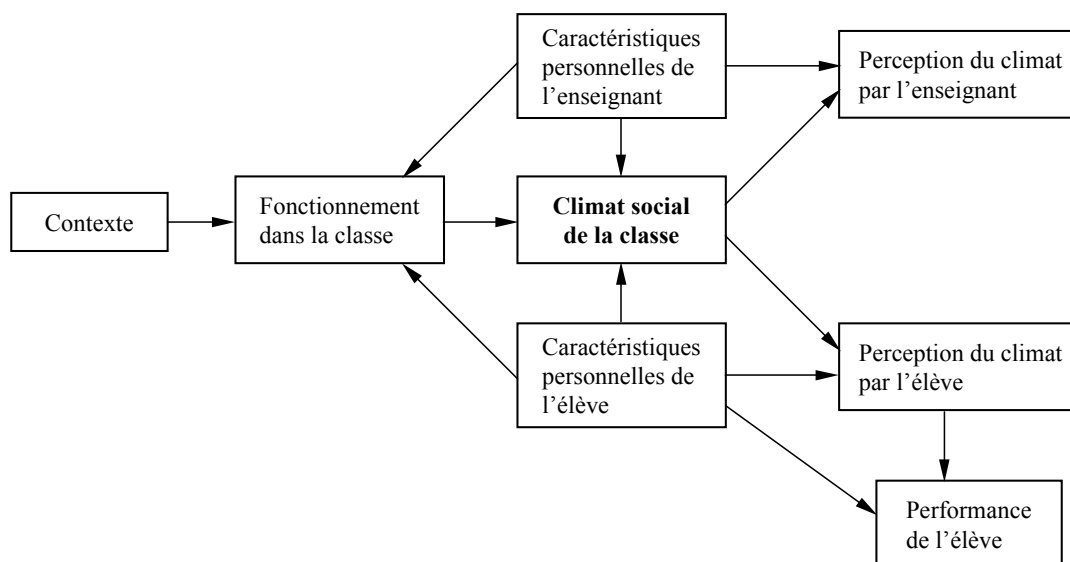 Caractéristiques
personnelles de
l’enseignant
Perception du climat
par l’enseignant
Contexte
Fonctionnement
dans la classe
Climat social
de la classe
Caractéristiques
personnelles de
l’élève
Perception du climat
par l’élève
Performance
de l’élève